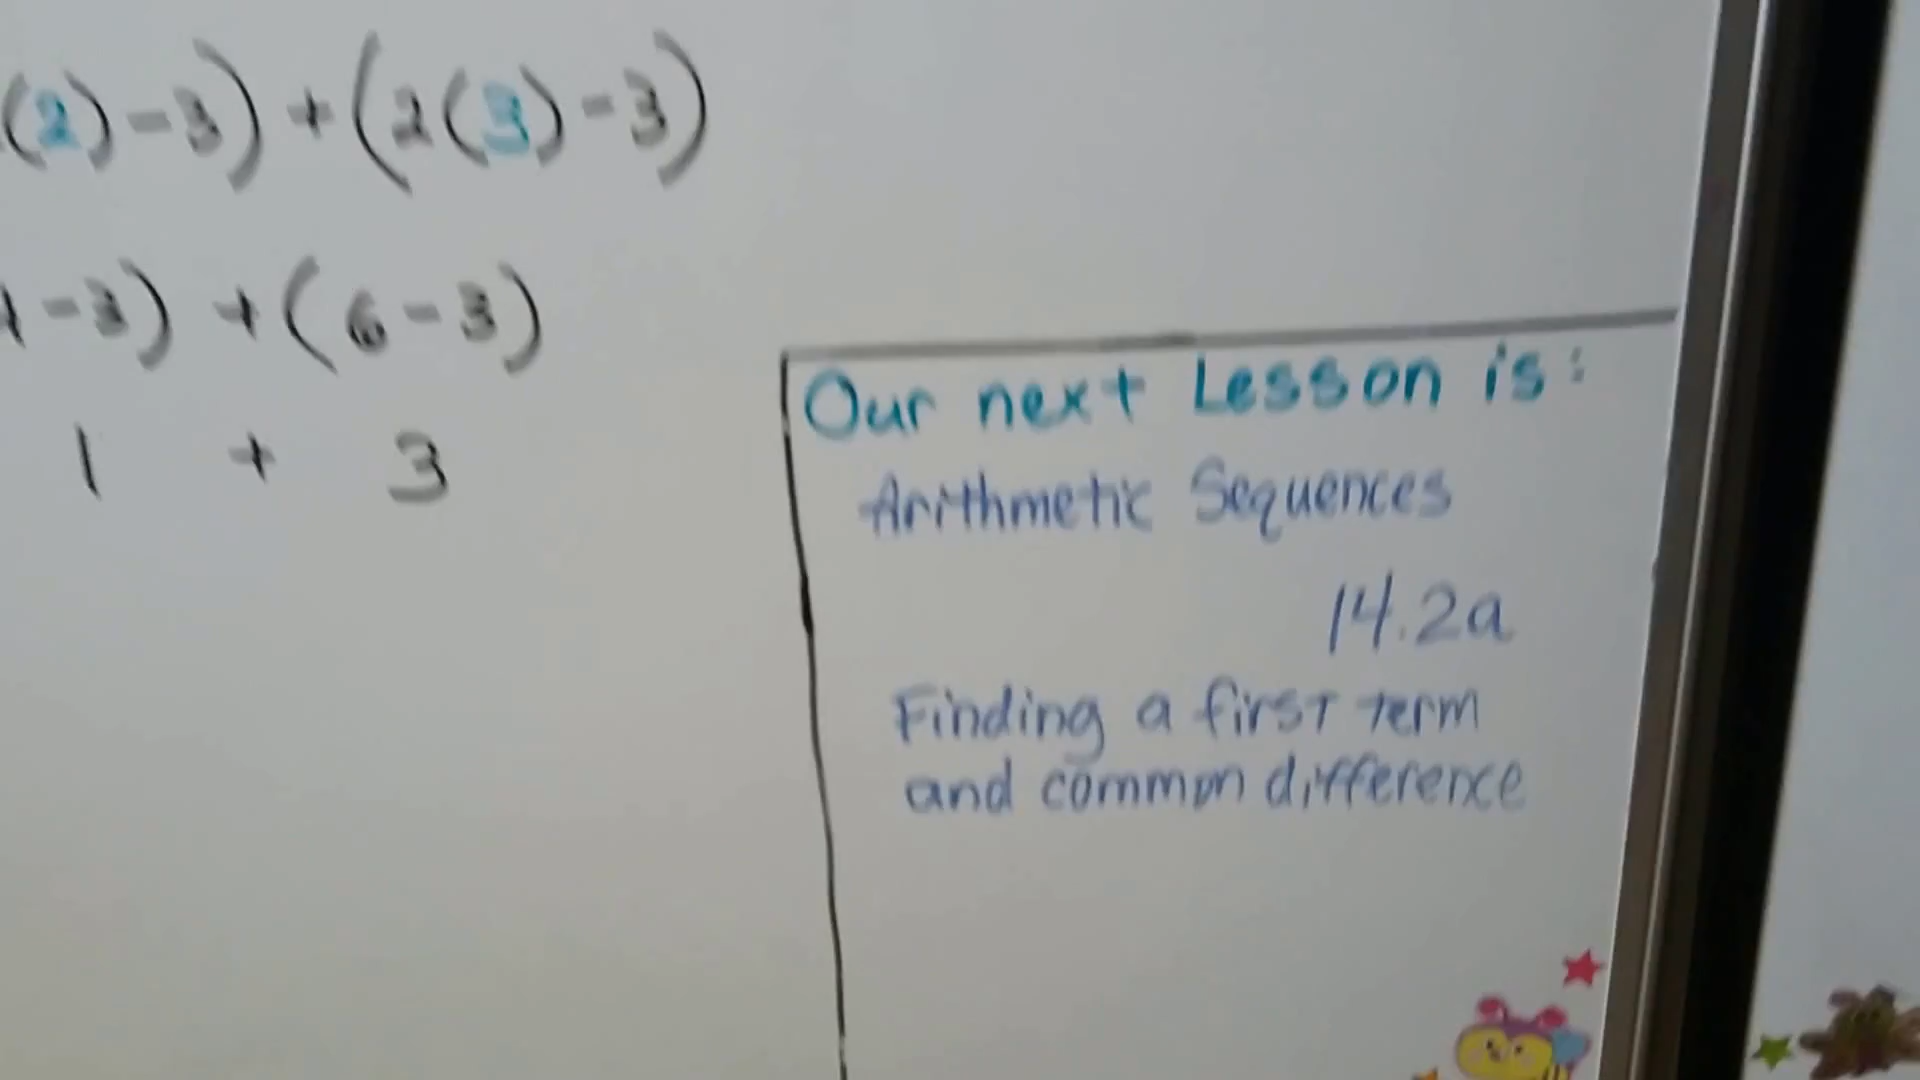 (2)-3)+(2(3)-3)
-3)+(6-3)
1 + 3
Our next Lesson is:
Arithmetic Sequences
14.2a
Finding a first term
and common difference